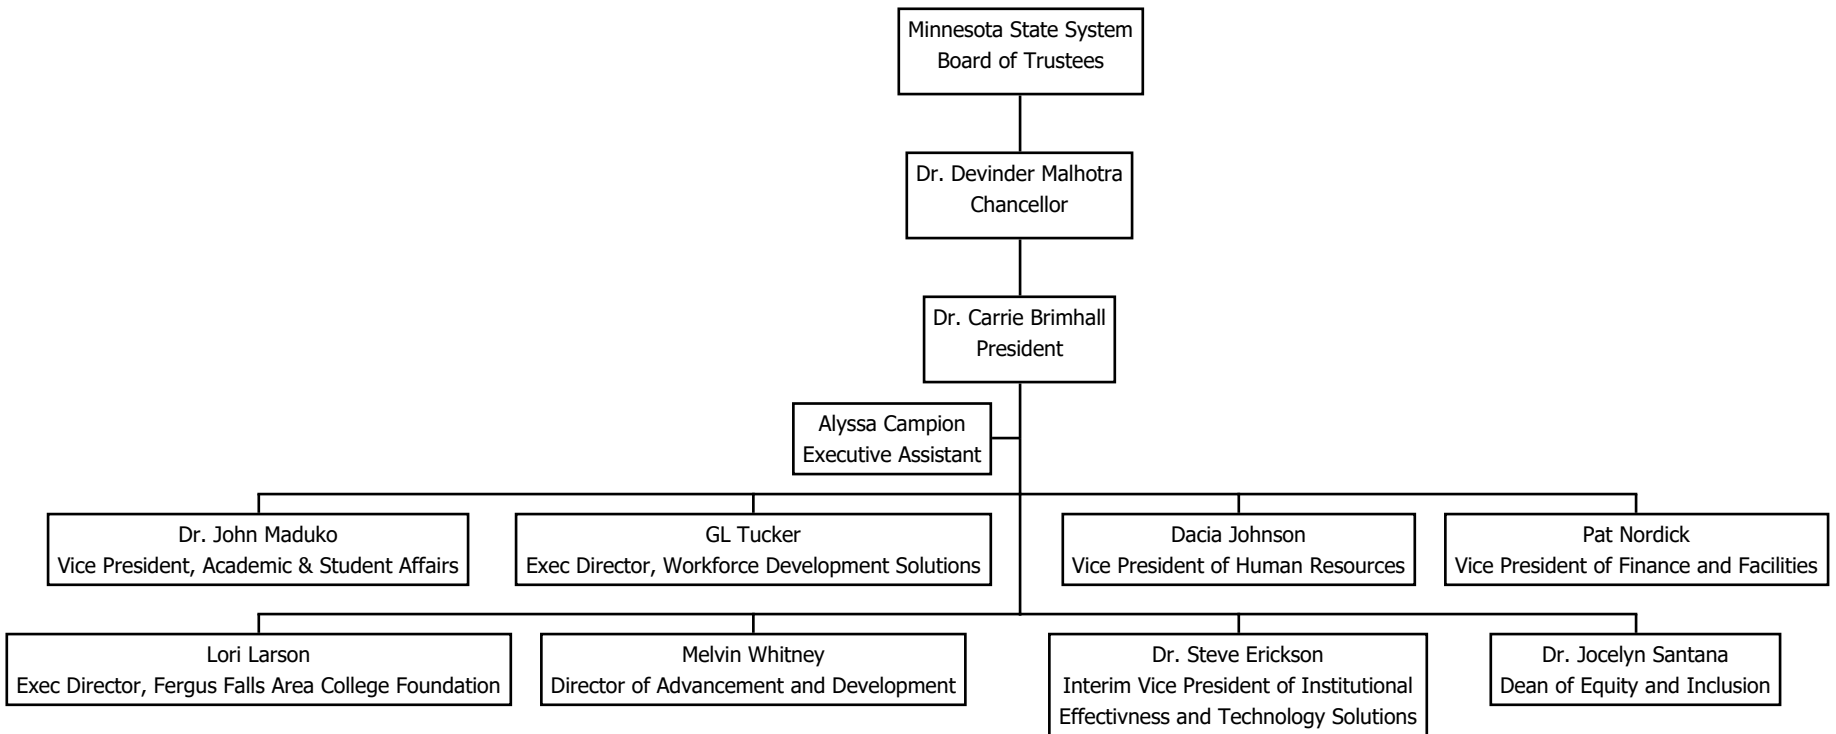 Minnesota State System
Board of Trustees
Dr. Devinder Malhotra
Chancellor
Dr. Carrie Brimhall
President
Alyssa Campion
Executive Assistant
Dr. John Maduko
Vice President, Academic & Student Affairs
GL Tucker
Exec Director, Workforce Development Solutions
Dacia Johnson
Vice President of Human Resources
Pat Nordick
Vice President of Finance and Facilities
Lori Larson
Exec Director, Fergus Falls Area College Foundation
Melvin Whitney
Director of Advancement and Development
Dr. Steve Erickson
Interim Vice President of Institutional
Effectivness and Technology Solutions
Dr. Jocelyn Santana
Dean of Equity and Inclusion